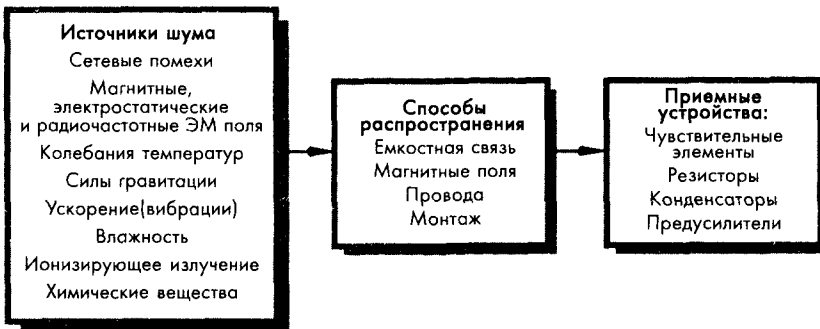 Источники шума
Сетевые помехи
Магнитные,
электростатические
и радиочастотные ЭМ поля
Колебания температур
Силы гравитации
Ускорение(вибрации)
Влажность
Ионизирующее излучение
Химические вещества
Способы
распространения
Емкостная связь
Магнитные поля
Провода
Монтаж
Приемные
устройства:
Чувствительные
элементы
Резисторы
Конденсаторы
Предусилители